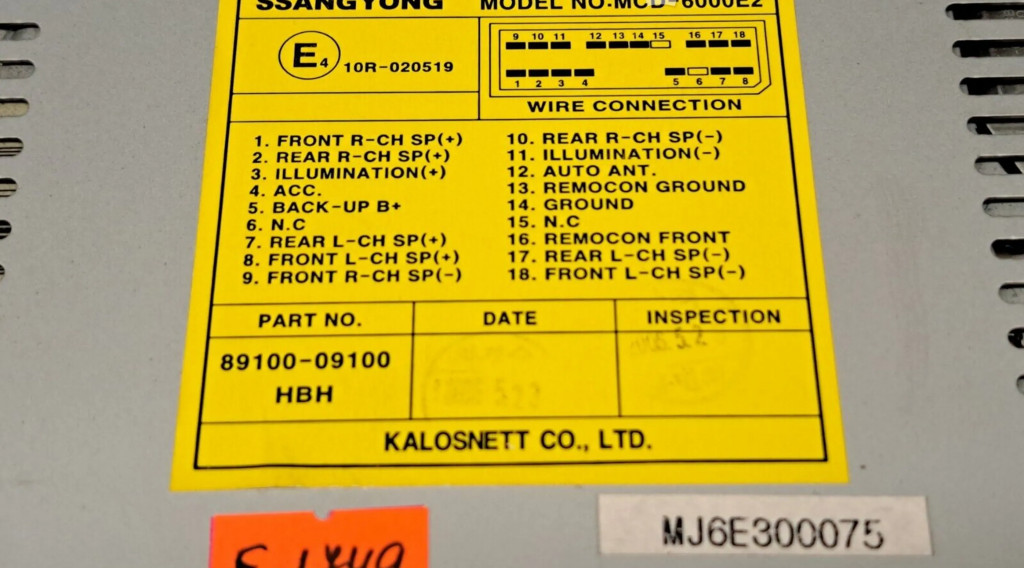 SSANGYONG MODEL NO:MCD-6000E2
E4 10R-020519
9 10 11 12 13 14 15 16 17 18
1 2 3 4 5 6 7 8
WIRE CONNECTION
1. FRONT R-CH SP(+)
2. REAR R-CH SP(+)
3. ILLUMINATION(+)
4. ACC.
5. BACK-UP B+
6. N.C
7. REAR L-CH SP(+)
8. FRONT L-CH SP(+)
9. FRONT R-CH SP(-)
10. REAR R-CH SP(-)
11. ILLUMINATION(-)
12. AUTO ANT.
13. REMOCON GROUND
14. GROUND
15. N.C
16. REMOCON FRONT
17. REAR L-CH SP(-)
18. FRONT L-CH SP(-)
PART NO. DATE INSPECTION
89100-09100
HBH
KALOSNETT CO., LTD.
MJ6E300075